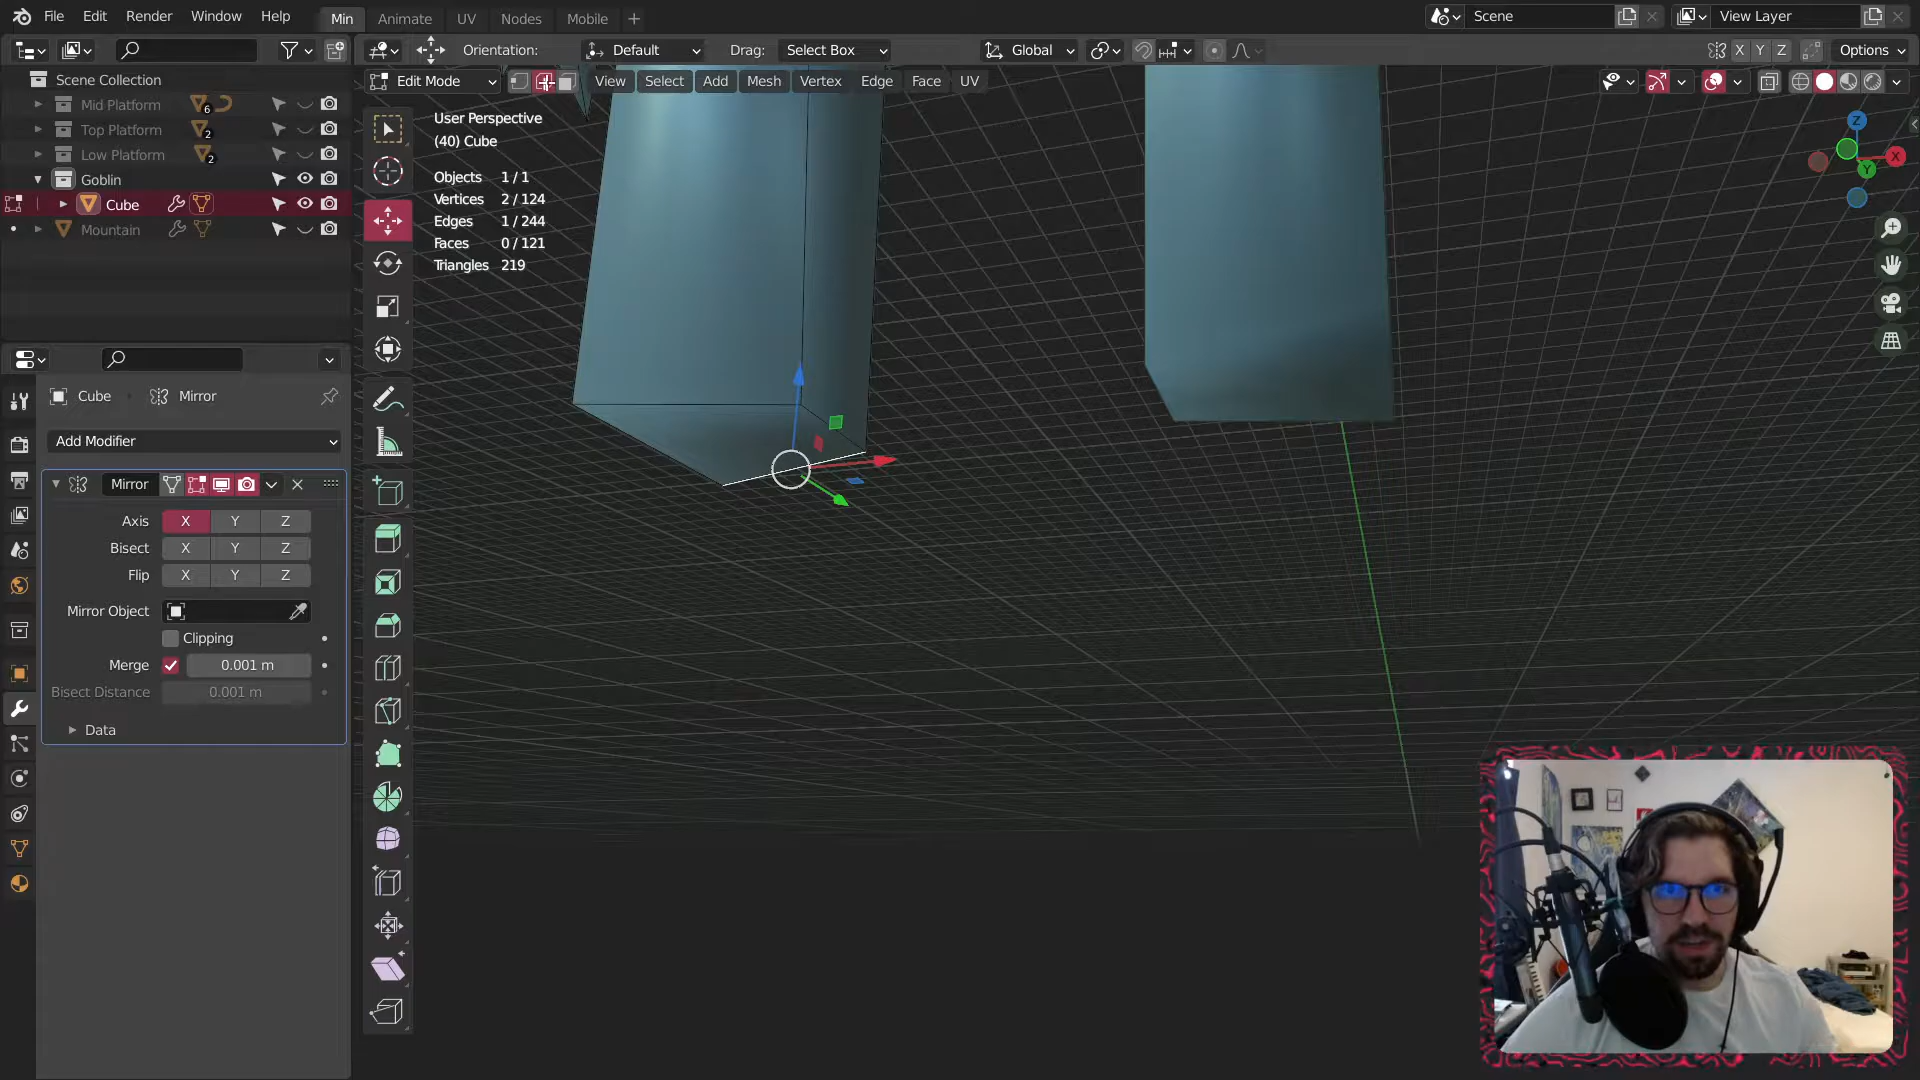 File Edit Render Window Help Min Animate UV Nodes Mobile + Scene View Layer
Orientation: Default Drag: Select Box Global X Y Z Options
Scene Collection
Mid Platform 6
Top Platform 2
Low Platform 2
Goblin
Cube
Mountain
Edit Mode View Select Add Mesh Vertex Edge Face UV
User Perspective
(40) Cube
Objects 1 / 1
Vertices 2 / 124
Edges 1 / 244
Faces 0 / 121
Triangles 219
Z
X
Y
Cube Mirror
Add Modifier
Mirror
Axis X Y Z
Bisect X Y Z
Flip X Y Z
Mirror Object
Clipping
Merge 0.001 m
Bisect Distance 0.001 m
Data